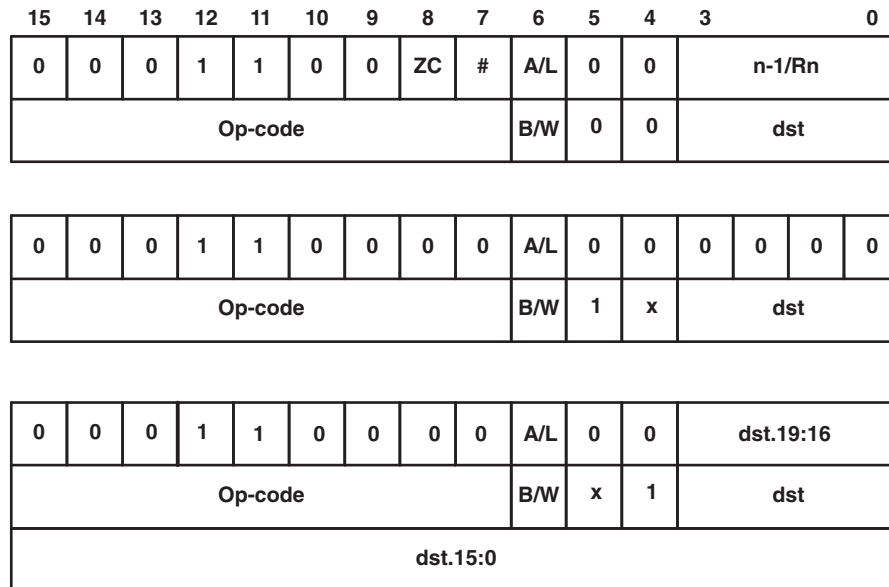 15 14 13 12 11 10 9 8 7 6 5 4 3 0
0 0 0 1 1 0 0 ZC # A/L 0 0 n-1/Rn
Op-code B/W 0 0 dst
0 0 0 1 1 0 0 0 0 A/L 0 0 0 0 0 0
Op-code B/W 1 x dst
0 0 0 1 1 0 0 0 0 A/L 0 0 dst.19:16
Op-code B/W x 1 dst
dst.15:0